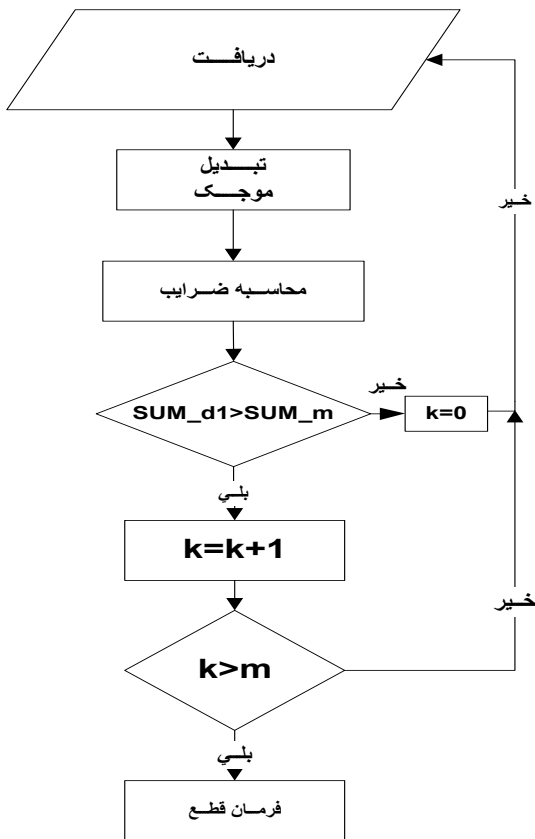 دریافت
تبدیل
موجک
خیر
محاسبه ضرایب
SUM_d1>SUM_m
خیر
k=0
بلي
k=k+1
k>m
خیر
بلي
فرمان قطع